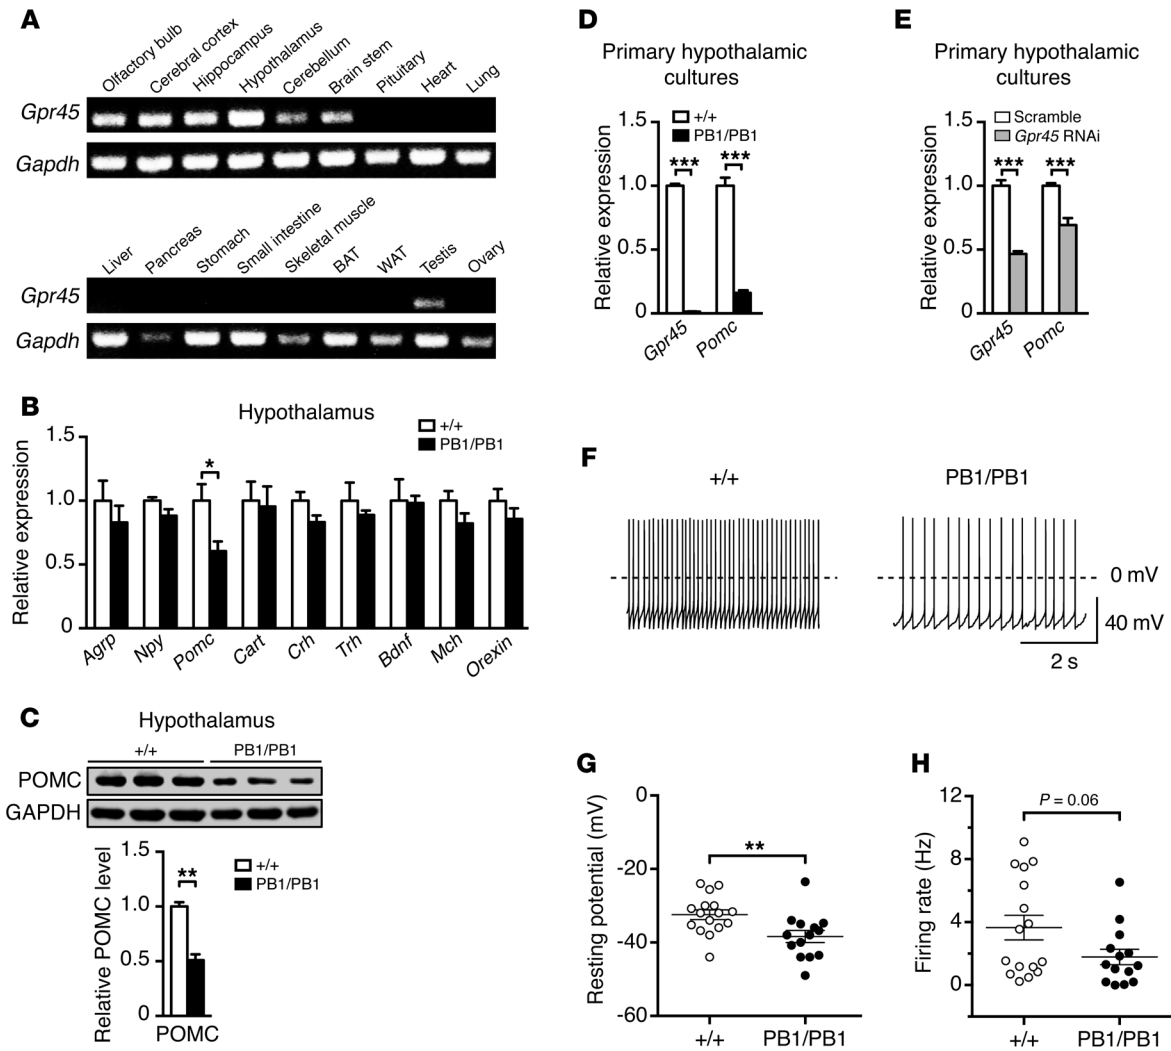 A
Olfactory bulb
Cerebral cortex
Hippocampus
Hypothalamus
Cerebellum
Brain stem
Pituitary
Heart
Lung
Gpr45
Gapdh
Liver
Pancreas
Stomach
Small intestine
Skeletal muscle
BAT
WAT
Testis
Ovary
Gpr45
Gapdh
B
Hypothalamus
+/+
PB1/PB1
Relative expression
1.5
1.0
0.5
0
*
Agrp
Npy
Pomc
Cart
Crh
Trh
Bdnf
Mch
Orexin
C
Hypothalamus
+/+
PB1/PB1
POMC
GAPDH
Relative POMC level
1.5
1.0
0.5
0
**
+/+
PB1/PB1
POMC
D
Primary hypothalamic
cultures
+/+
PB1/PB1
Relative expression
1.5
1.0
0.5
0
***
***
Gpr45
Pomc
E
Primary hypothalamic
cultures
Scramble
Gpr45 RNAi
Relative expression
1.5
1.0
0.5
0
***
***
Gpr45
Pomc
F
+/+
PB1/PB1
0 mV
40 mV
2 s
G
Resting potential (mV)
0
-20
-40
-60
**
+/+
PB1/PB1
H
Firing rate (Hz)
12
8
4
0
P = 0.06
+/+
PB1/PB1